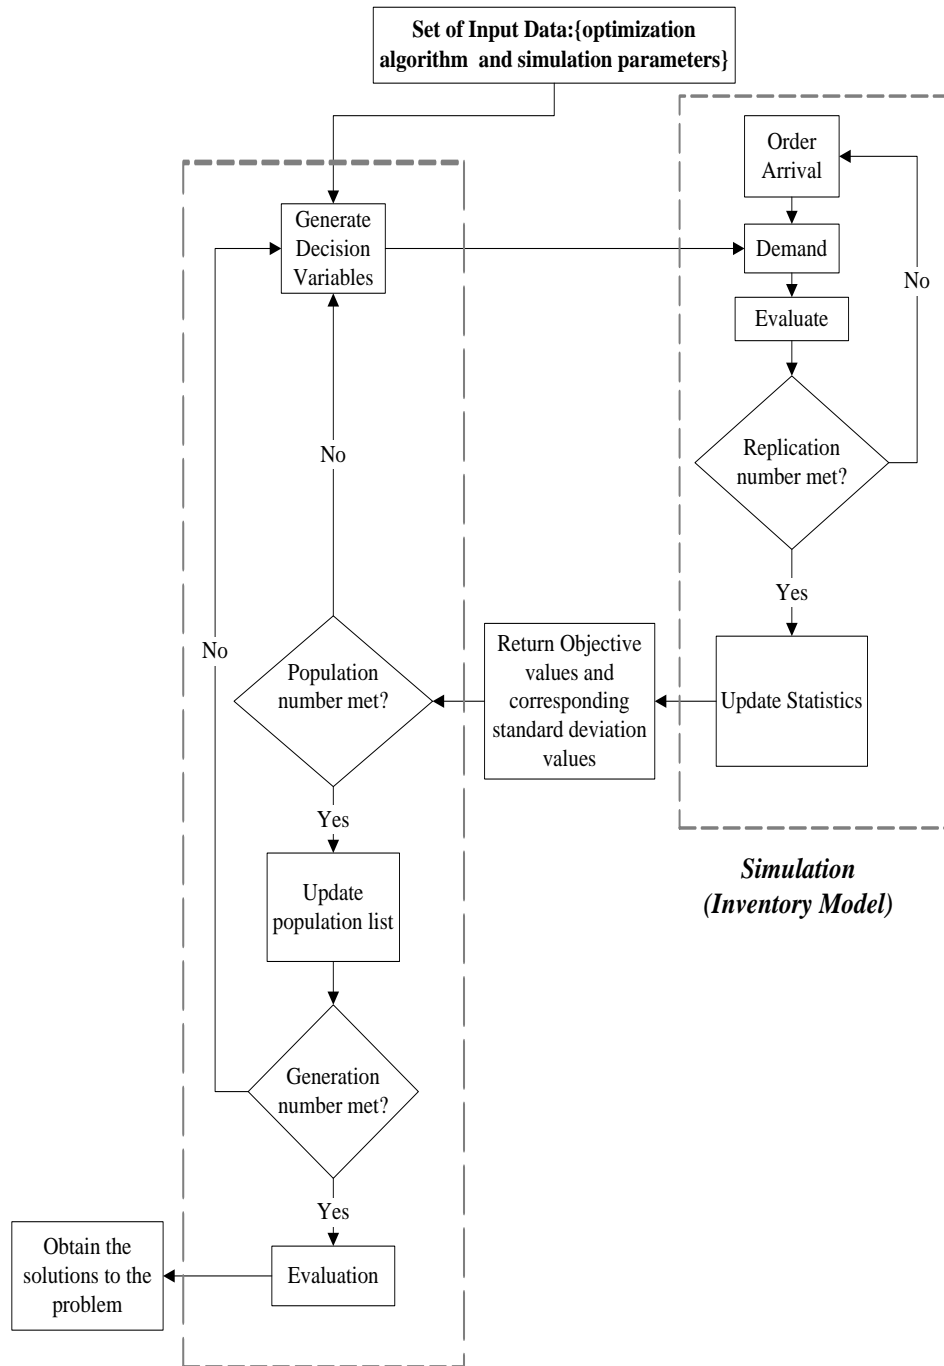 Set of Input Data:{optimization
algorithm and simulation parameters}
Order
Arrival
Generate
Decision
Variables
Demand
No
Evaluate
No
Replication
number met?
Yes
No
Population
number met?
Return Objective
values and
corresponding
standard deviation
values
Update Statistics
Yes
Update
population list
Simulation
(Inventory Model)
Generation
number met?
Yes
Obtain the
solutions to the
problem
Evaluation